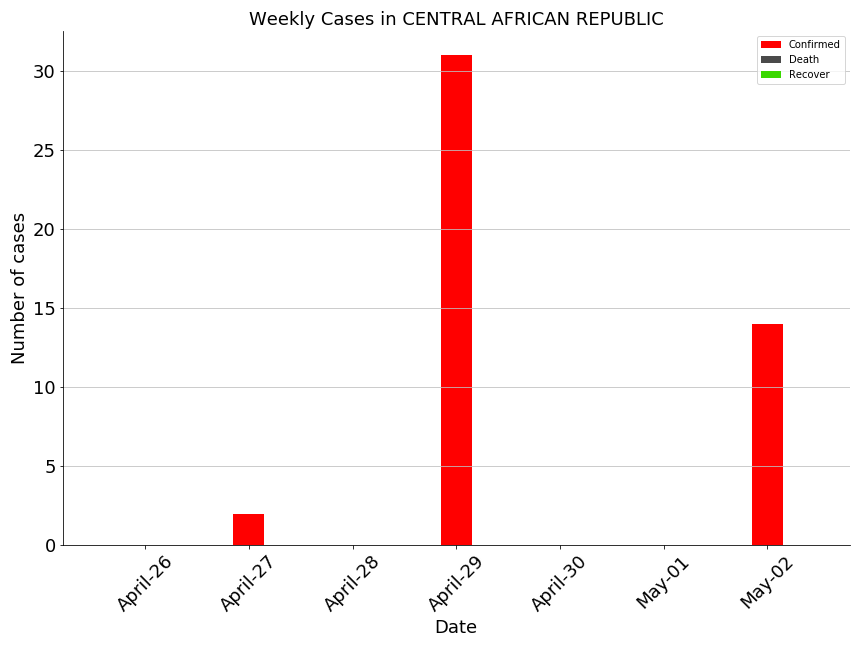 Weekly Cases in CENTRAL AFRICAN REPUBLIC
Confirmed
Death
Recover
Number of cases
30
25
20
15
10
5
0
April-26
April-27
April-28
April-29
April-30
May-01
May-02
Date